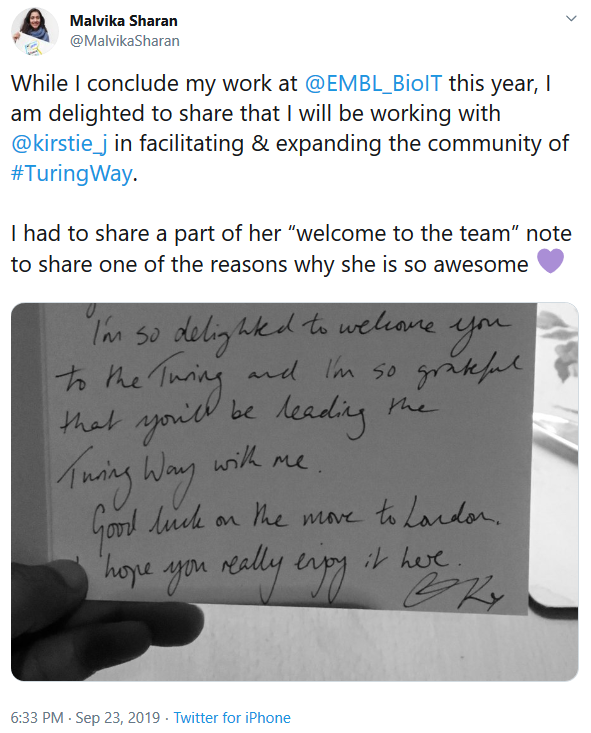 Malvika Sharan
@MalvikaSharan
While I conclude my work at @EMBL_BioIT this year, I
am delighted to share that I will be working with
@kirstie_j in facilitating & expanding the community of
#TuringWay.
I had to share a part of her “welcome to the team” note
to share one of the reasons why she is so awesome 💜
I'm so delighted to welcome you
to the Turing and I'm so grateful
that you'll be leading the
Turing Way with me.
Good luck on the move to London.
I hope you really enjoy it here.
6:33 PM · Sep 23, 2019 · Twitter for iPhone